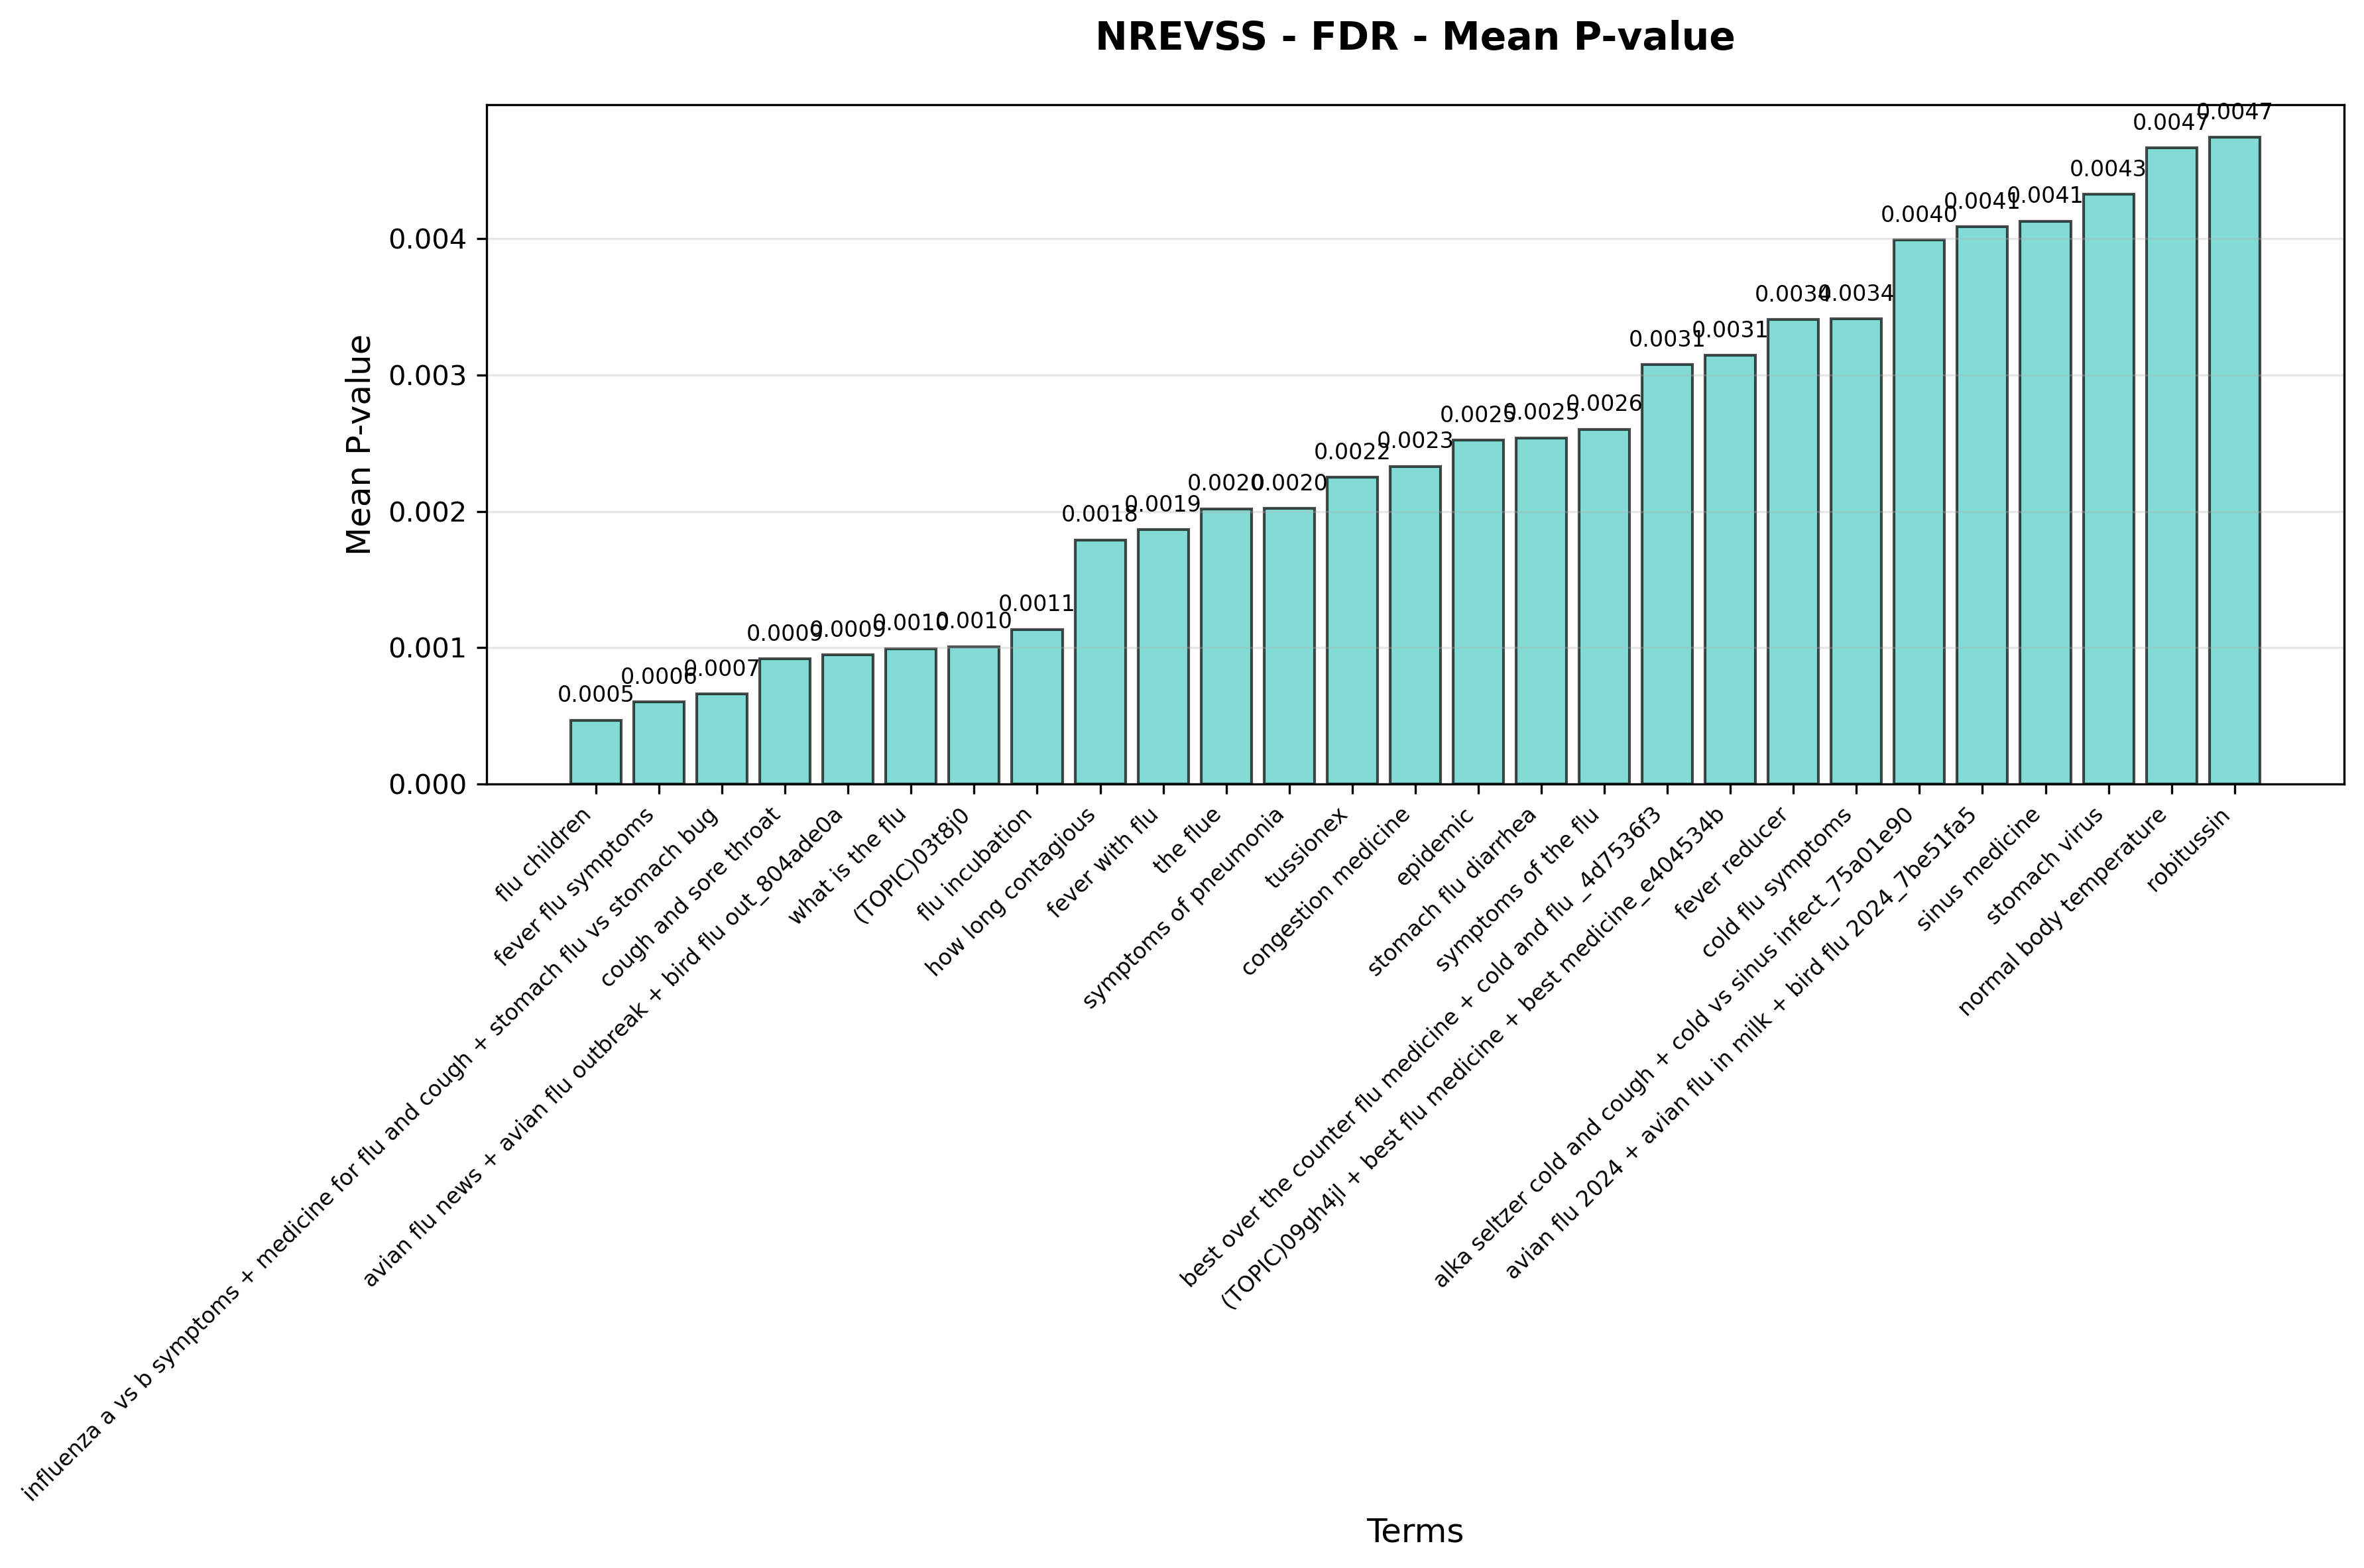 NREVSS - FDR - Mean P-value
Mean P-value
0.004
0.003
0.002
0.001
0.000
0.0005
0.0006
0.0007
0.0009
0.0009
0.0010
0.0010
0.0011
0.0018
0.0019
0.0020
0.0020
0.0022
0.0023
0.0025
0.0025
0.0026
0.0031
0.0031
0.0034
0.0034
0.0040
0.0041
0.0041
0.0043
0.0047
0.0047
flu children
fever flu symptoms
influenza a vs b symptoms + medicine for flu and cough + stomach flu vs stomach bug
cough and sore throat
avian flu news + avian flu outbreak + bird flu out_804ade0a
what is the flu
(TOPIC)03t8j0
flu incubation
how long contagious
fever with flu
the flue
symptoms of pneumonia
tussionex
congestion medicine
epidemic
stomach flu diarrhea
symptoms of the flu
best over the counter flu medicine + cold and flu _4d7536f3
(TOPIC)09gh4jl + best flu medicine + best medicine_e404534b
fever reducer
cold flu symptoms
alka seltzer cold and cough + cold vs sinus infect_75a01e90
avian flu 2024 + avian flu in milk + bird flu 2024_7be51fa5
sinus medicine
stomach virus
normal body temperature
robitussin
Terms